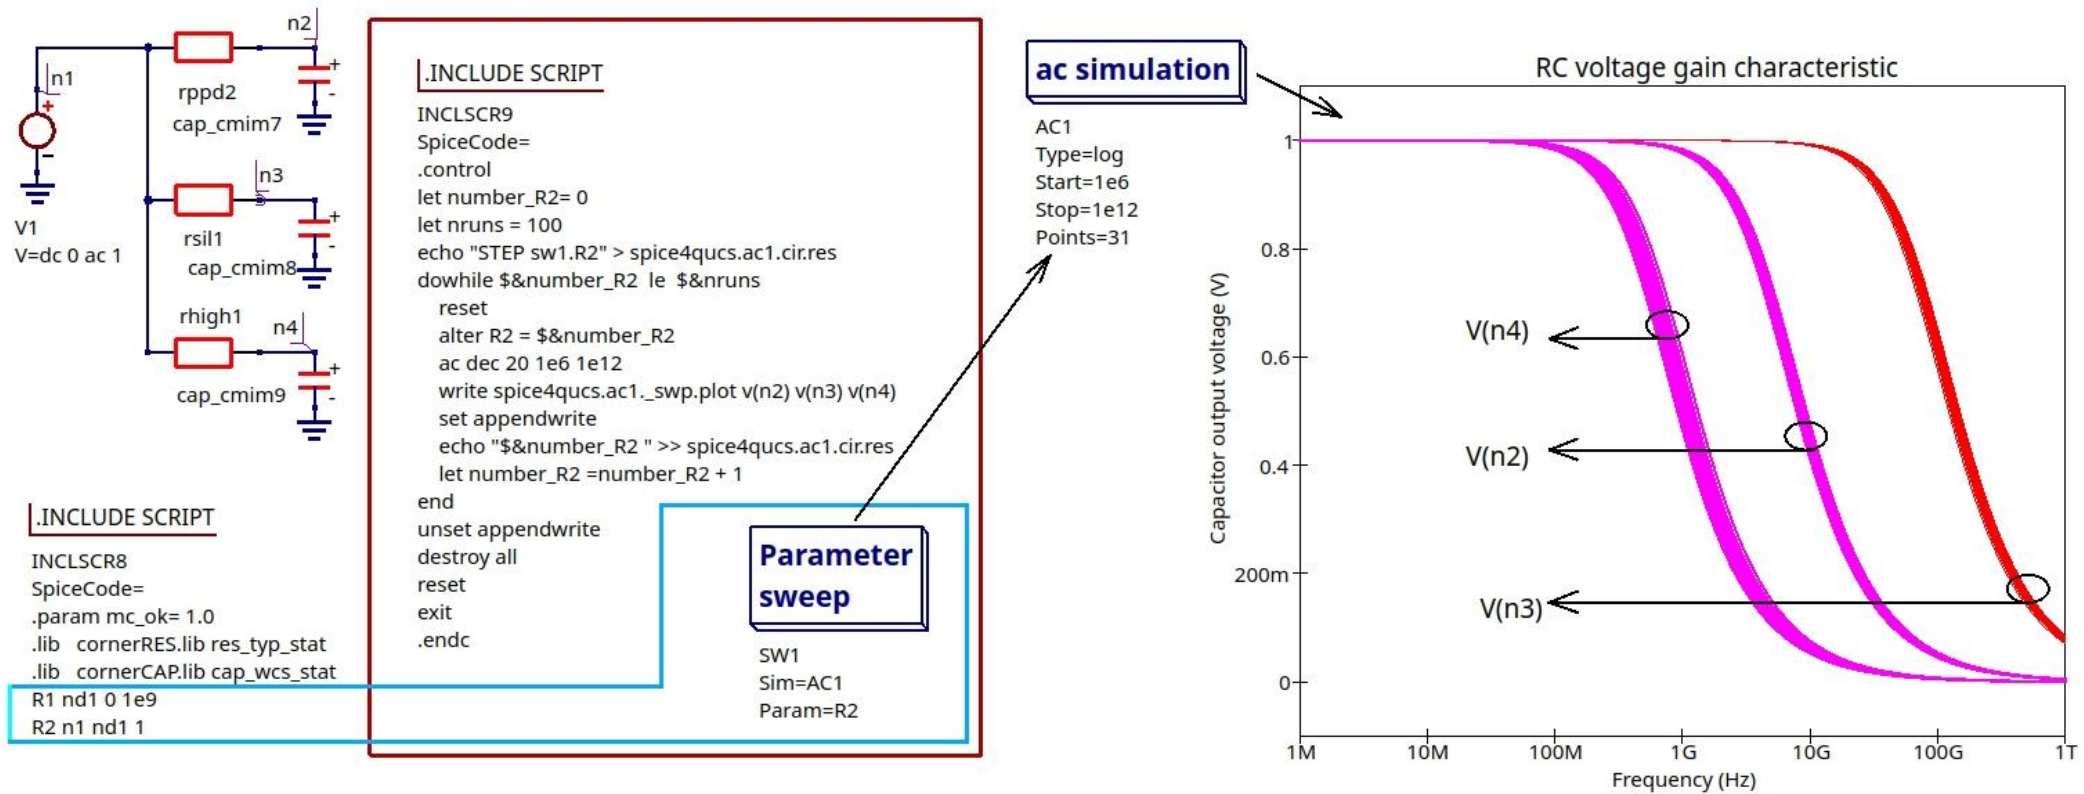 n2
n1
+
+
-
rppd2
cap_cmim7
-
n3
+
-
V1
V=dc 0 ac 1
rsil1
cap_cmim8
rhigh1
n4
+
-
cap_cmim9
.INCLUDE SCRIPT
INCLSCR8
SpiceCode=
.param mc_ok= 1.0
.lib   cornerRES.lib res_typ_stat
.lib   cornerCAP.lib cap_wcs_stat
R1 nd1 0 1e9
R2 n1 nd1 1
.INCLUDE SCRIPT
INCLSCR9
SpiceCode=
.control
let number_R2= 0
let nruns = 100
echo "STEP sw1.R2" > spice4qucs.ac1.cir.res
dowhile $&number_R2  le  $&nruns
reset
alter R2 = $&number_R2
ac dec 20 1e6 1e12
write spice4qucs.ac1._swp.plot v(n2) v(n3) v(n4)
set appendwrite
echo "$&number_R2 " >> spice4qucs.ac1.cir.res
let number_R2 =number_R2 + 1
end
unset appendwrite
destroy all
reset
exit
.endc
Parameter
sweep
SW1
Sim=AC1
Param=R2
ac simulation
AC1
Type=log
Start=1e6
Stop=1e12
Points=31
RC voltage gain characteristic
1
0.8
0.6
0.4
200m
0
Capacitor output voltage (V)
V(n4)
V(n2)
V(n3)
1M 10M 100M 1G 10G 100G 1T
Frequency (Hz)